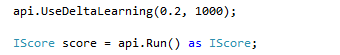 api.UseDeltaLearning(0.2, 1000);
IScore score = api.Run() as IScore;